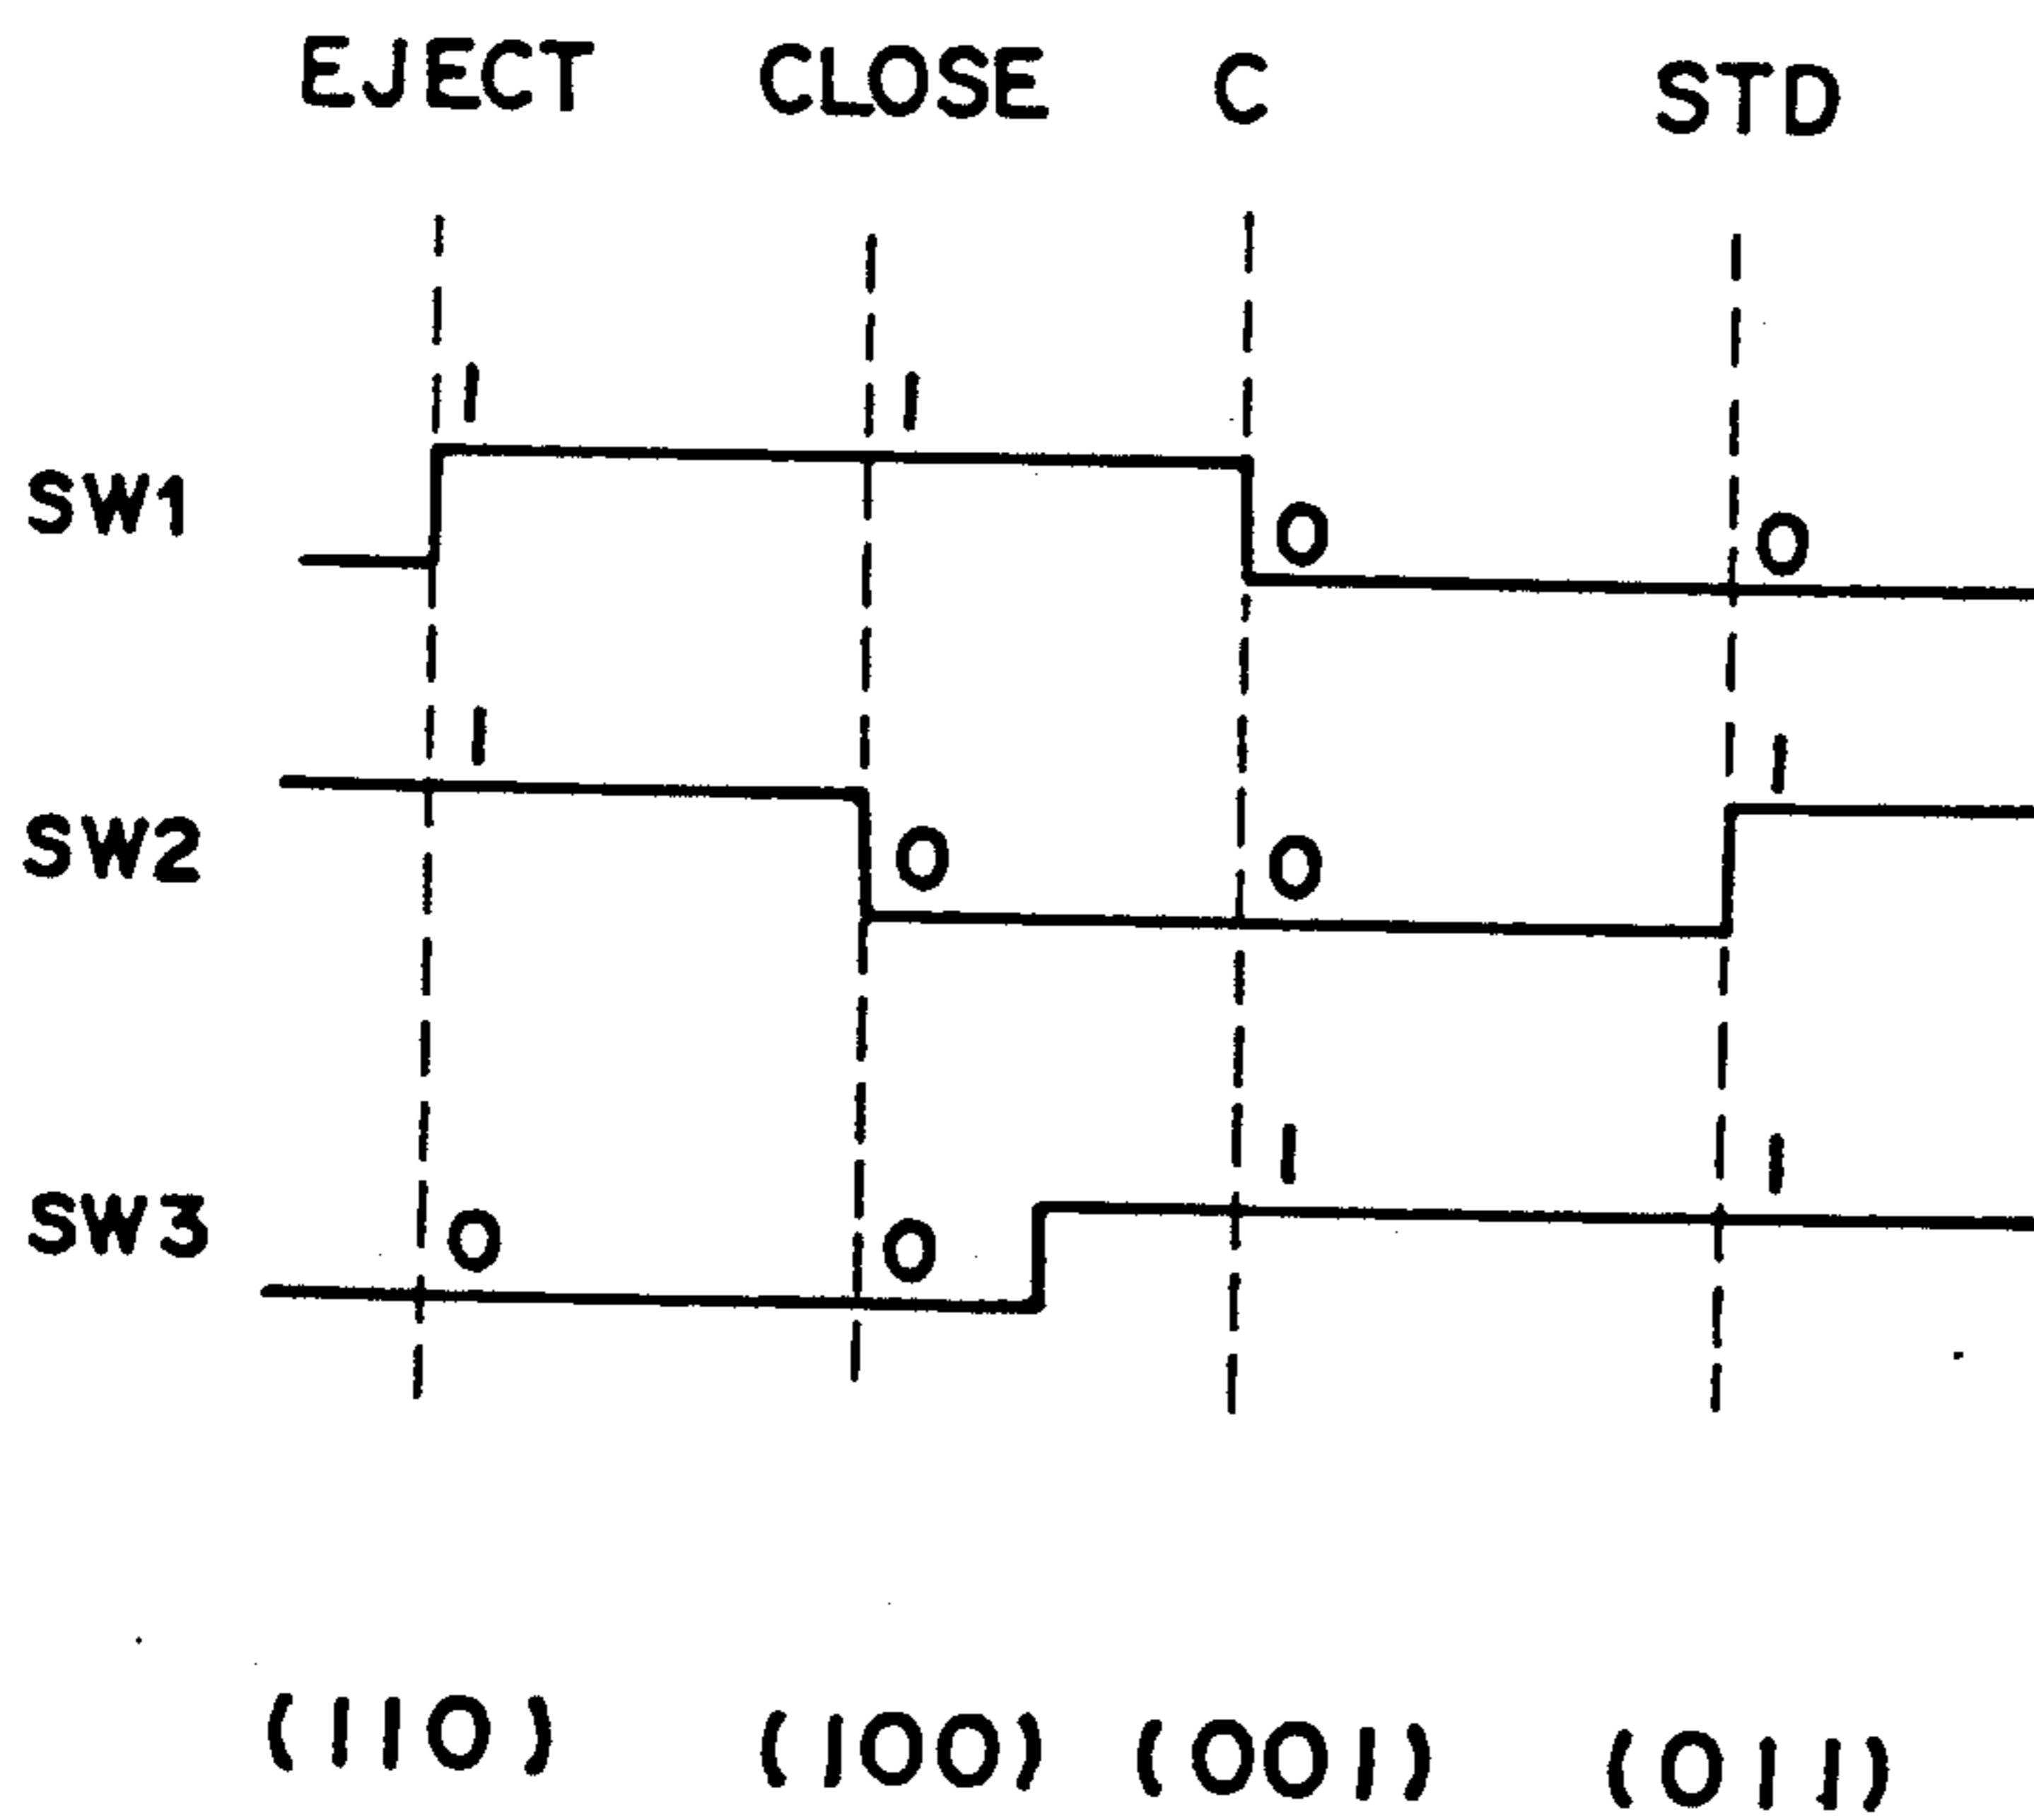 EJECT CLOSE C STD
1 1
SW1 0 0
1 1
SW2 0 0
1 1
SW3 0 0
(110) (100) (001) (011)